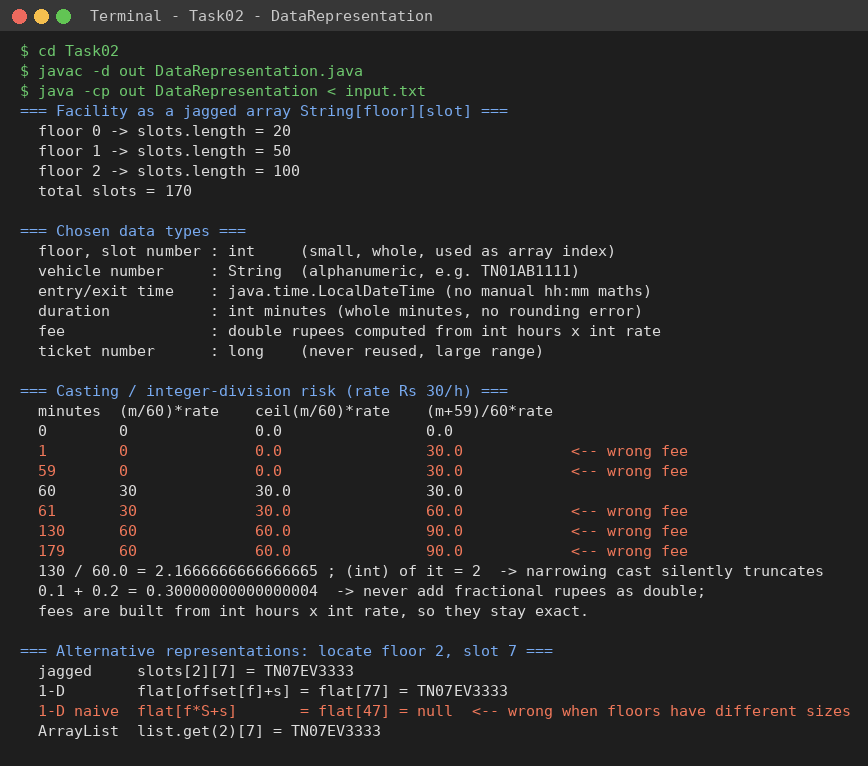 Terminal - Task02 - DataRepresentation
$ cd Task02
$ javac -d out DataRepresentation.java
$ java -cp out DataRepresentation < input.txt
=== Facility as a jagged array String[floor][slot] ===
  floor 0 -> slots.length = 20
  floor 1 -> slots.length = 50
  floor 2 -> slots.length = 100
  total slots = 170

=== Chosen data types ===
  floor, slot number : int     (small, whole, used as array index)
  vehicle number     : String  (alphanumeric, e.g. TN01AB1111)
  entry/exit time    : java.time.LocalDateTime (no manual hh:mm maths)
  duration           : int minutes (whole minutes, no rounding error)
  fee                : double rupees computed from int hours x int rate
  ticket number      : long    (never reused, large range)

=== Casting / integer-division risk (rate Rs 30/h) ===
  minutes  (m/60)*rate    ceil(m/60)*rate    (m+59)/60*rate
  0        0              0.0                0.0
  1        0              0.0                30.0            <-- wrong fee
  59       0              0.0                30.0            <-- wrong fee
  60       30             30.0               30.0
  61       30             30.0               60.0            <-- wrong fee
  130      60             60.0               90.0            <-- wrong fee
  179      60             60.0               90.0            <-- wrong fee
  130 / 60.0 = 2.1666666666666665 ; (int) of it = 2  -> narrowing cast silently truncates
  0.1 + 0.2 = 0.30000000000000004  -> never add fractional rupees as double;
  fees are built from int hours x int rate, so they stay exact.

=== Alternative representations: locate floor 2, slot 7 ===
  jagged     slots[2][7] = TN07EV3333
  1-D        flat[offset[f]+s] = flat[77] = TN07EV3333
  1-D naive  flat[f*S+s]       = flat[47] = null  <-- wrong when floors have different sizes
  ArrayList  list.get(2)[7] = TN07EV3333